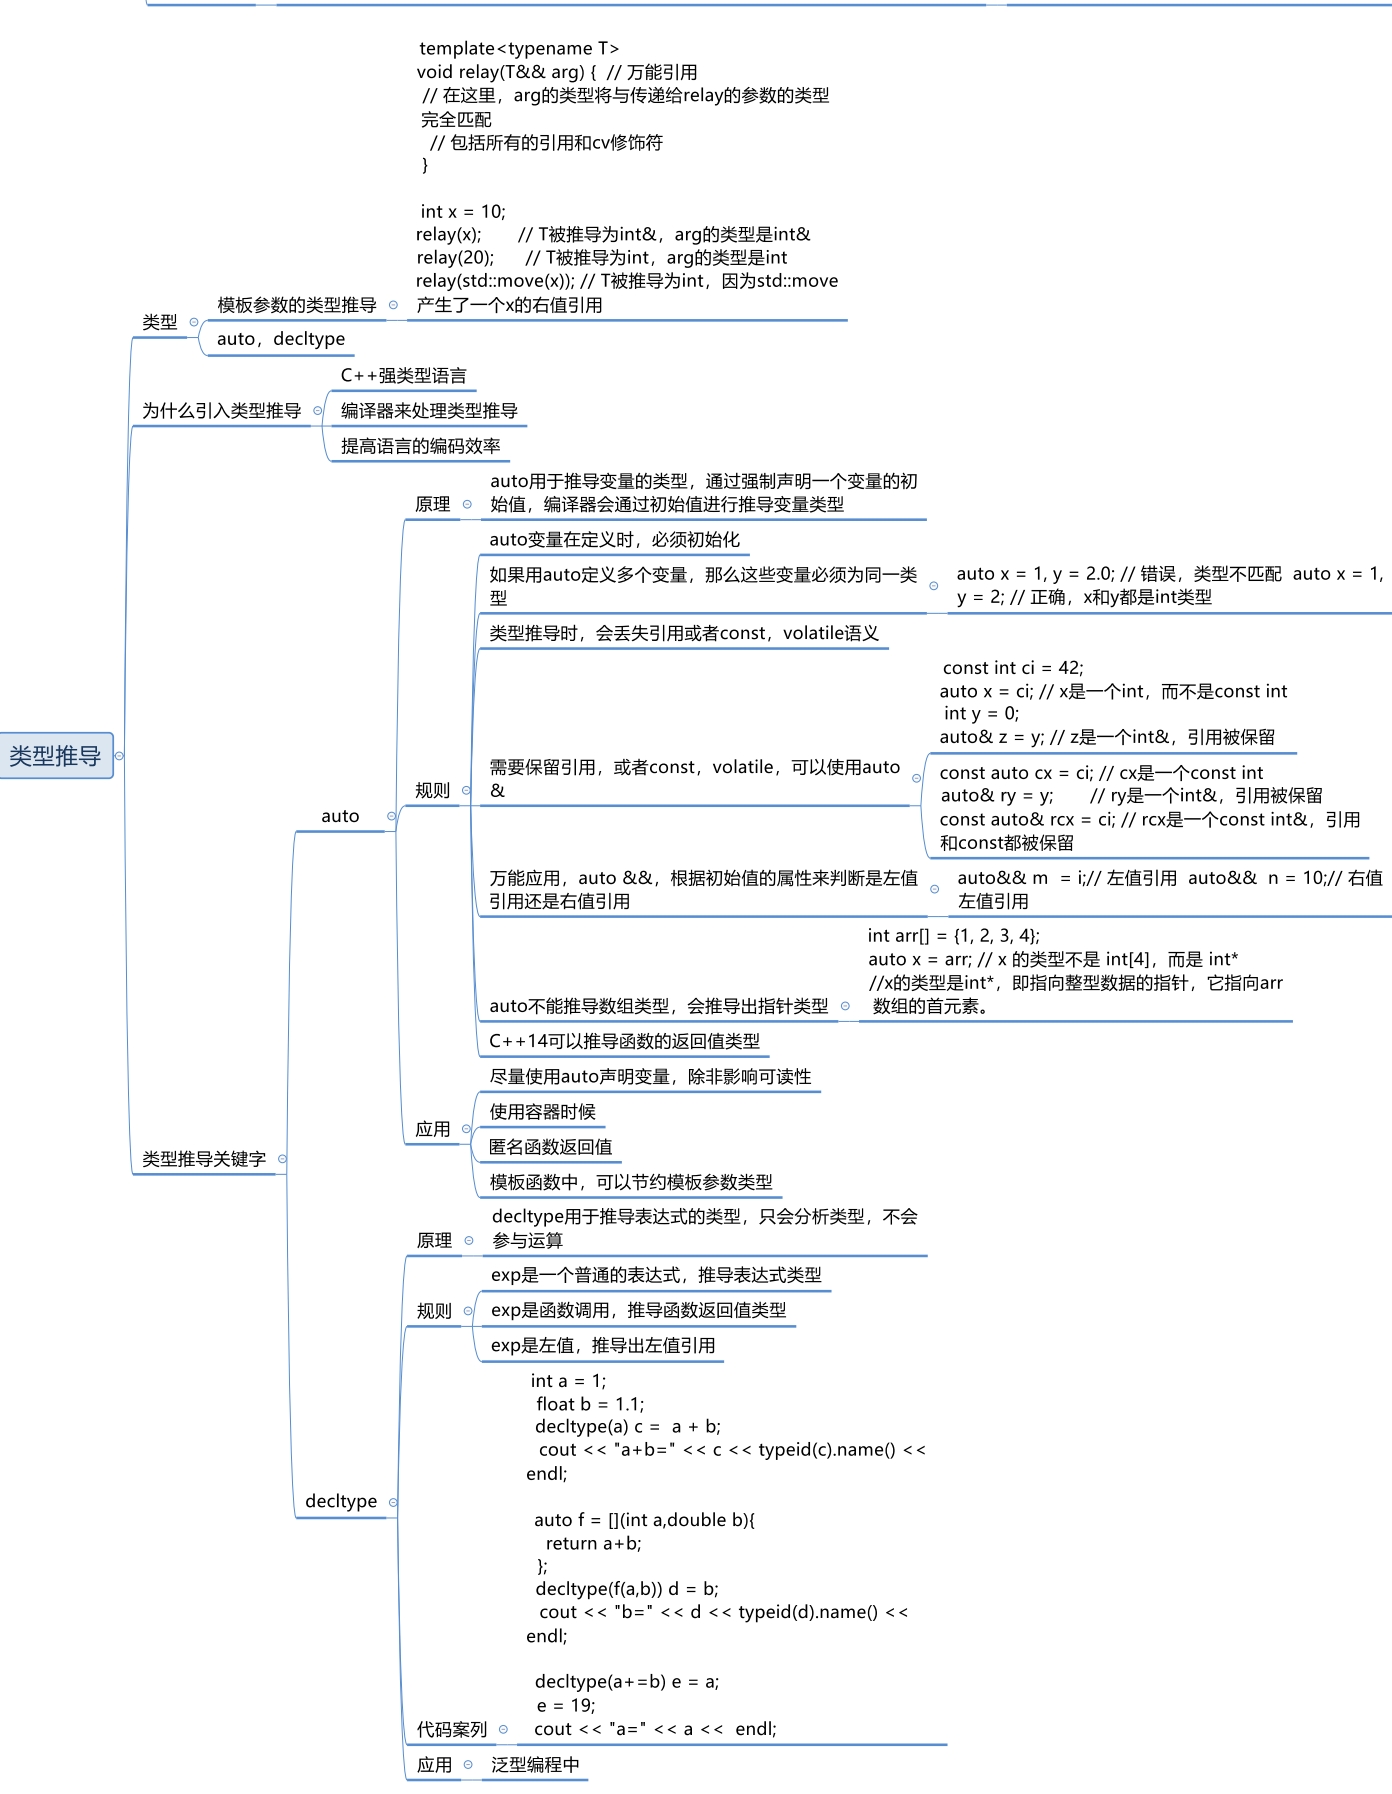 template<typename T>
void relay(T&& arg) {  // 万能引用
// 在这里，arg的类型将与传递给relay的参数的类型
完全匹配
// 包括所有的引用和cv修饰符
}
int x = 10;
relay(x);       // T被推导为int&，arg的类型是int&
relay(20);      // T被推导为int，arg的类型是int
relay(std::move(x)); // T被推导为int，因为std::move
产生了一个x的右值引用
模板参数的类型推导
类型
auto，decltype
C++强类型语言
为什么引入类型推导
编译器来处理类型推导
提高语言的编码效率
auto用于推导变量的类型，通过强制声明一个变量的初
始值，编译器会通过初始值进行推导变量类型
原理
auto变量在定义时，必须初始化
如果用auto定义多个变量，那么这些变量必须为同一类
型
auto x = 1, y = 2.0; // 错误，类型不匹配  auto x = 1,
y = 2; // 正确，x和y都是int类型
类型推导时，会丢失引用或者const，volatile语义
const int ci = 42;
auto x = ci; // x是一个int，而不是const int
int y = 0;
auto& z = y; // z是一个int&，引用被保留
需要保留引用，或者const，volatile，可以使用auto
&
const auto cx = ci; // cx是一个const int
auto& ry = y;       // ry是一个int&，引用被保留
const auto& rcx = ci; // rcx是一个const int&，引用
和const都被保留
规则
auto
类型推导
万能应用，auto &&，根据初始值的属性来判断是左值
引用还是右值引用
auto&& m  = i;// 左值引用  auto&&  n = 10;// 右值
左值引用
int arr[] = {1, 2, 3, 4};
auto x = arr; // x 的类型不是 int[4]，而是 int*
//x的类型是int*，即指向整型数据的指针，它指向arr
数组的首元素。
auto不能推导数组类型，会推导出指针类型
C++14可以推导函数的返回值类型
尽量使用auto声明变量，除非影响可读性
使用容器时候
应用
匿名函数返回值
模板函数中，可以节约模板参数类型
类型推导关键字
decltype用于推导表达式的类型，只会分析类型，不会
参与运算
原理
exp是一个普通的表达式，推导表达式类型
规则
exp是函数调用，推导函数返回值类型
exp是左值，推导出左值引用
int a = 1;
float b = 1.1;
decltype(a) c =  a + b;
cout << "a+b=" << c << typeid(c).name() <<
endl;
decltype
auto f = [](int a,double b){
return a+b;
};
decltype(f(a,b)) d = b;
cout << "b=" << d << typeid(d).name() <<
endl;
decltype(a+=b) e = a;
e = 19;
cout << "a=" << a <<  endl;
代码案列
应用
泛型编程中